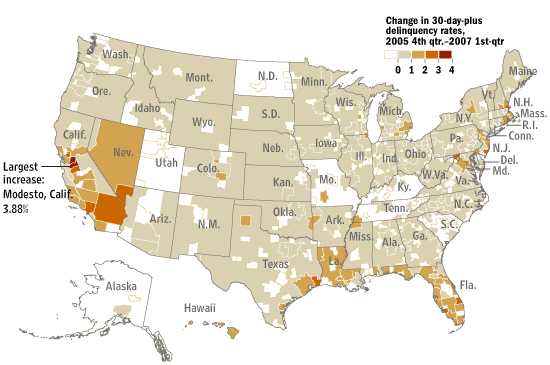 Change in 30-day-plus
delinquency rates,
2005 4th qtr.–2007 1st-qtr
0 1 2 3 4
Wash.
Mont.
N.D.
Minn.
Maine
Ore.
Idaho
Wyo.
S.D.
Wis.
Mich.
Vt.
N.H.
Mass.
N.Y.
R.I.
Conn.
Calif.
Nev.
Utah
Colo.
Neb.
Iowa
Ill.
Ind.
Ohio
Pa.
N.J.
Del.
Md.
Largest
increase:
Modesto, Calif.
3.88%
Kan.
Mo.
Ky.
W.Va.
Va.
Ariz.
N.M.
Okla.
Ark.
Tenn.
N.C.
S.C.
Texas
La.
Miss.
Ala.
Ga.
Fla.
Alaska
Hawaii